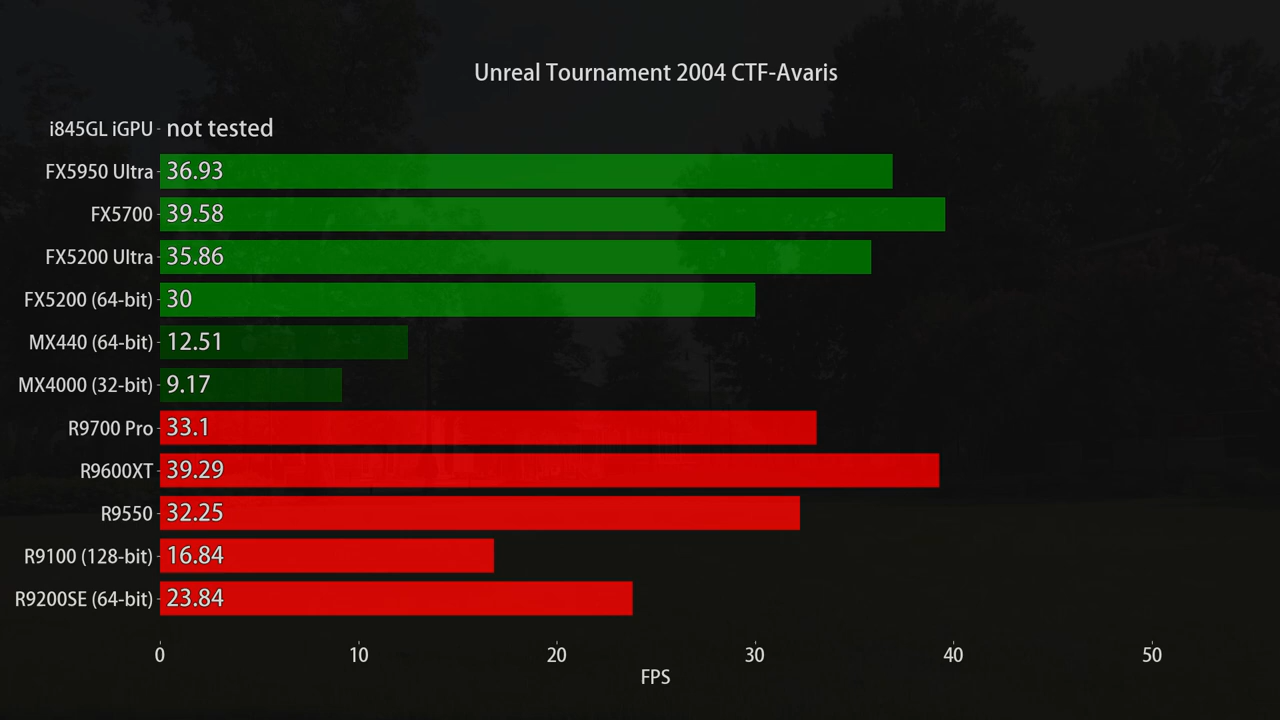 Unreal Tournament 2004 CTF-Avaris
i845GL iGPU not tested
FX5950 Ultra 36.93
FX5700 39.58
FX5200 Ultra 35.86
FX5200 (64-bit) 30
MX440 (64-bit) 12.51
MX4000 (32-bit) 9.17
R9700 Pro 33.1
R9600XT 39.29
R9550 32.25
R9100 (128-bit) 16.84
R9200SE (64-bit) 23.84
0 10 20 30 40 50
FPS